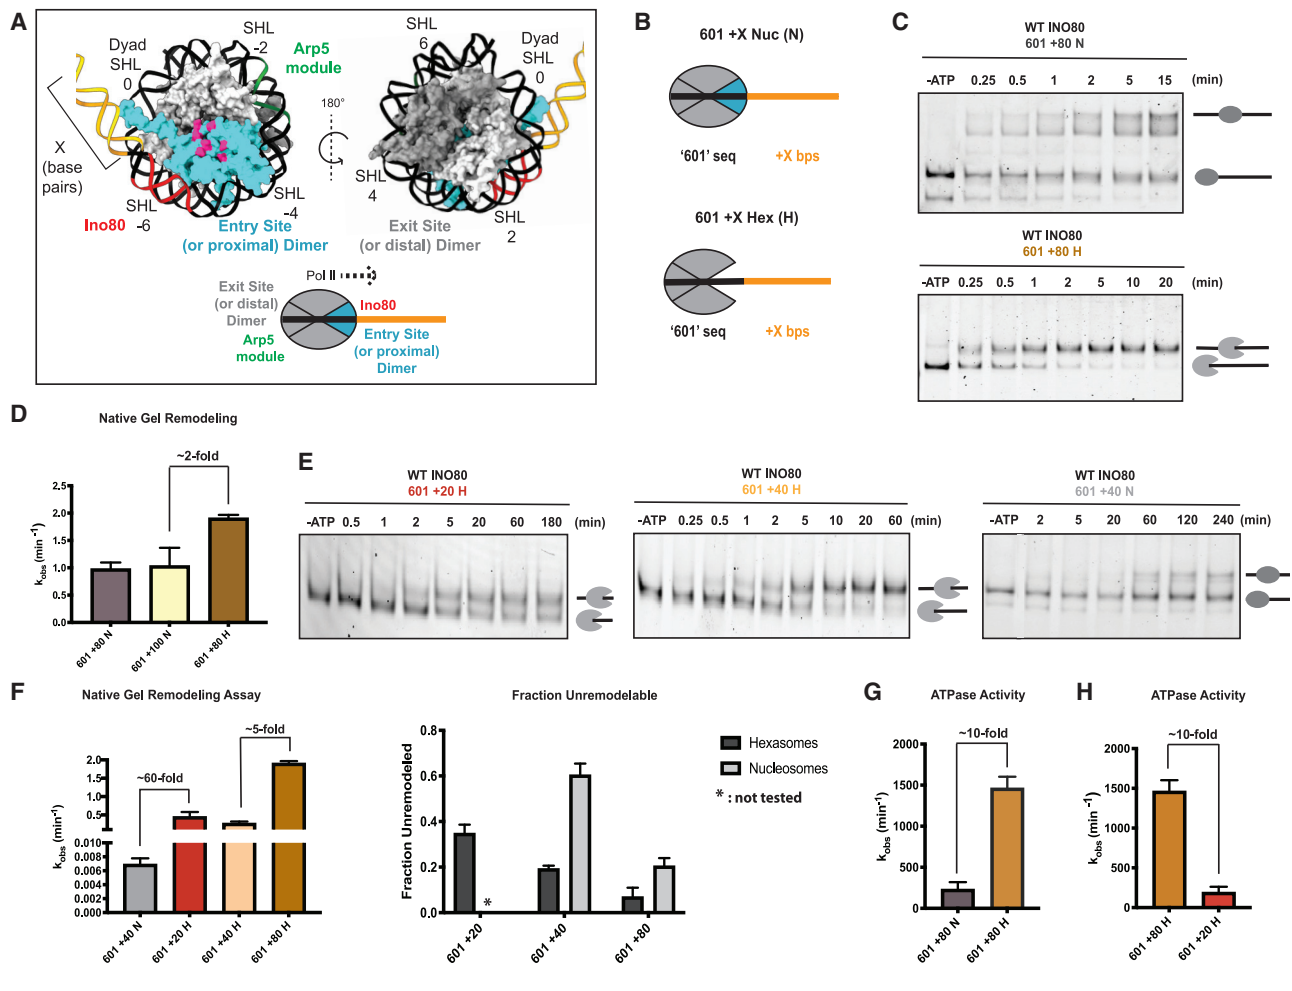 A
Dyad
SHL
0
SHL
-2
Arp5
module
X
(base
pairs)
Ino80
SHL
-6
SHL
-4
Entry Site
(or proximal) Dimer
180°
SHL
6
Dyad
SHL
0
SHL
4
SHL
2
Exit Site
(or distal) Dimer
Pol II
Exit Site
(or distal)
Dimer
Arp5
module
Ino80
Entry Site
(or proximal)
Dimer
B
601 +X Nuc (N)
'601' seq +X bps
601 +X Hex (H)
'601' seq +X bps
C
WT INO80
601 +80 N
-ATP 0.25 0.5 1 2 5 15 (min)
WT INO80
601 +80 H
-ATP 0.25 0.5 1 2 5 10 20 (min)
D
Native Gel Remodeling
~2-fold
kobs (min -1)
2.5
2.0
1.5
1.0
0.5
0.0
601 +80 N
601 +100 N
601 +80 H
E
WT INO80
601 +20 H
-ATP 0.5 1 2 5 20 60 180 (min)
WT INO80
601 +40 H
-ATP 0.25 0.5 1 2 5 10 20 60 (min)
WT INO80
601 +40 N
-ATP 2 5 20 60 120 240 (min)
F
Native Gel Remodeling Assay
~60-fold
~5-fold
kobs (min-1)
2.0
1.5
1.0
0.5
0.010
0.008
0.006
0.004
0.002
0.000
601 +40 N
601 +20 H
601 +40 H
601 +80 H
Fraction Unremodelable
Fraction Unremodeled
0.8
0.6
0.4
0.2
0.0
*
601 +20
601 +40
601 +80
Hexasomes
Nucleosomes
* : not tested
G
ATPase Activity
~10-fold
kobs (min-1)
2000
1500
1000
500
0
601 +80 N
601 +80 H
H
ATPase Activity
~10-fold
kobs (min-1)
2000
1500
1000
500
0
601 +80 H
601 +20 H